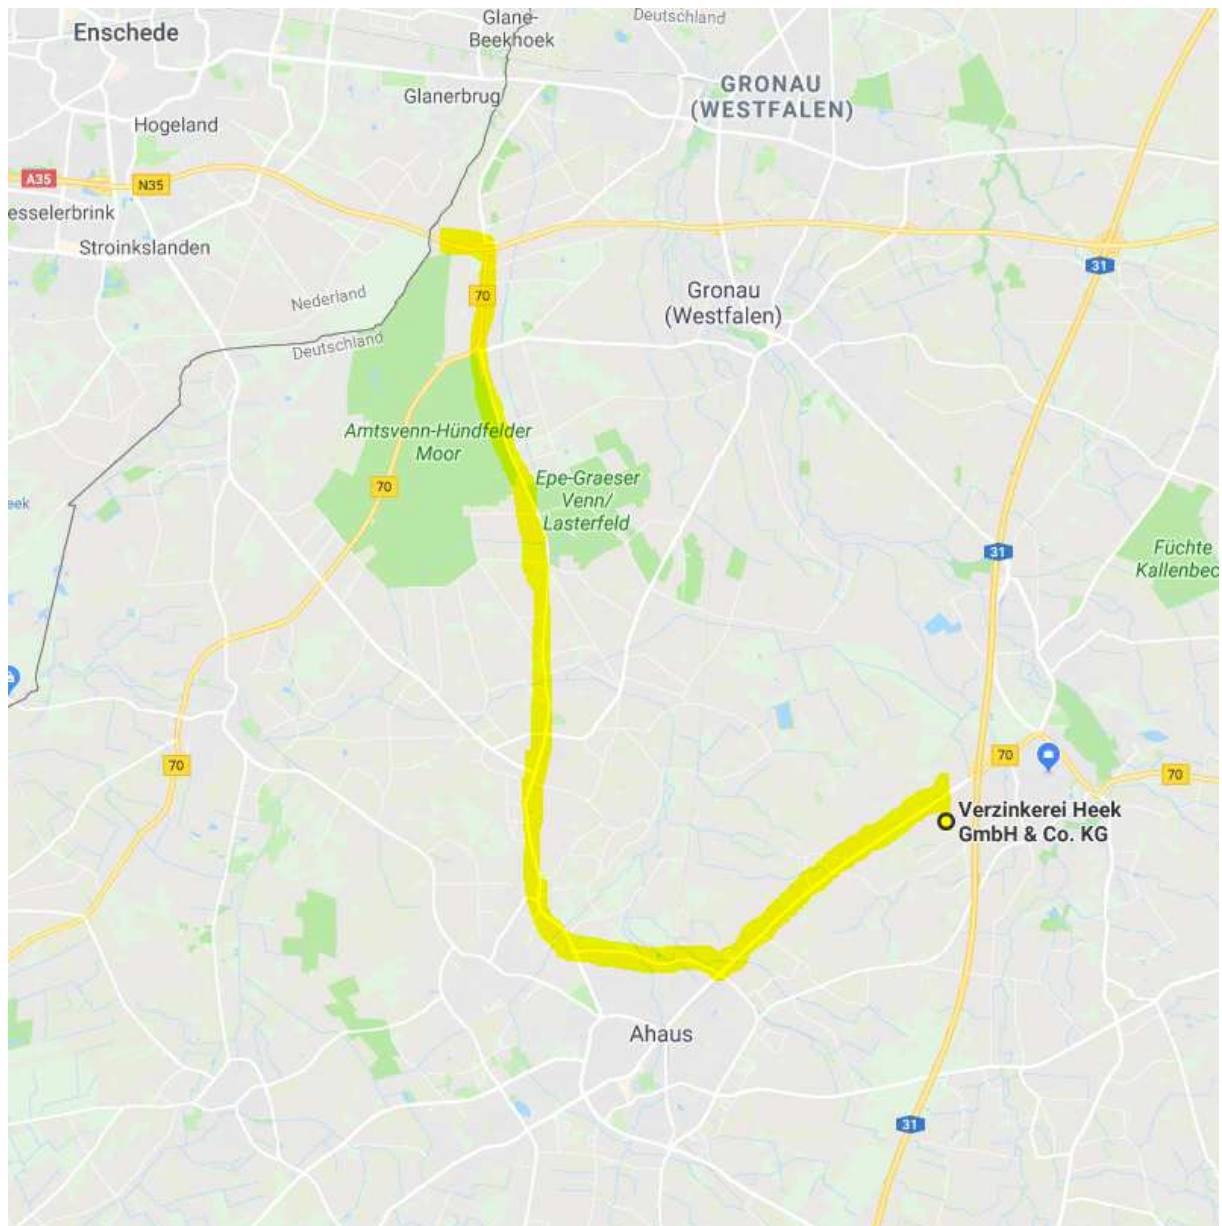 Enschede
Glane-
Beekhoek
Deutschland
GRONAU
(WESTFALEN)
Glanerbrug
Hogeland
A35
N35
esselerbrink
Stroinkslanden
31
Nederland
Deutschland
70
Gronau
(Westfalen)
Amtsvenn-Hündfelder
Moor
70
Epe-Graeser
Venn/
Lasterfeld
eek
31
Füchte
Kallenbec
70
70
70
Verzinkerei Heek
GmbH & Co. KG
Ahaus
31